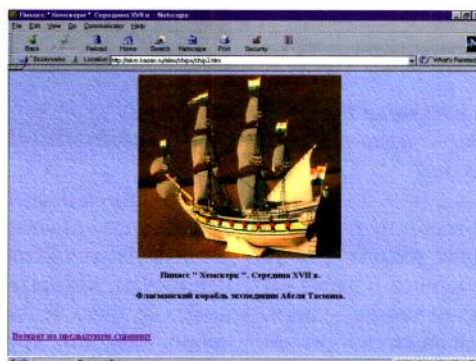 Пинасс " Хемскерк ". Середина XVII в. - Netscape
File Edit View Go Communicator Help
Back Reload Home Search Netscape Print Security
Bookmarks Location
What's Related
Пинасс " Хемскерк ". Середина XVII в.
Флагманский корабль экспедиции Абеля Тасмана.
Возврат на предыдущую страницу